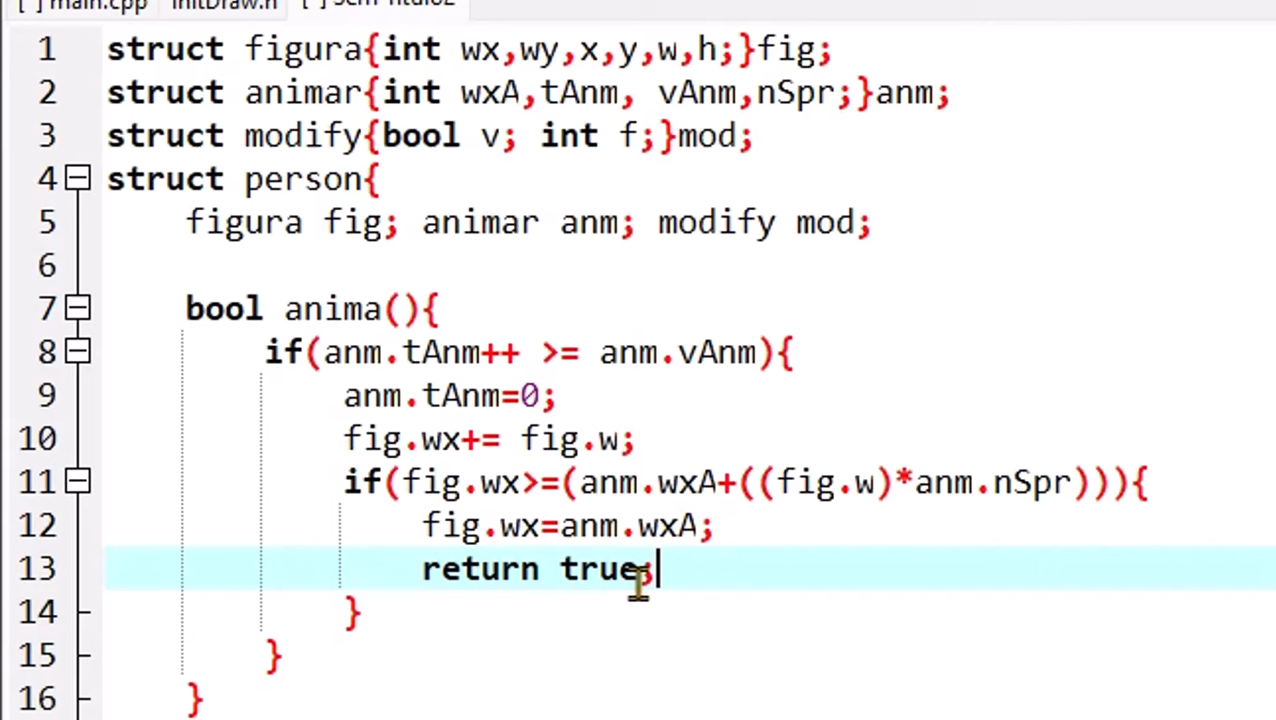 main.cpp initDraw.h
1 struct figura{int wx,wy,x,y,w,h;}fig;
2 struct animar{int wxA,tAnm, vAnm,nSpr;}anm;
3 struct modify{bool v; int f;}mod;
4 struct person{
5 figura fig; animar anm; modify mod;
6
7 bool anima(){
8 if(anm.tAnm++ >= anm.vAnm){
9 anm.tAnm=0;
10 fig.wx+= fig.w;
11 if(fig.wx>=(anm.wxA+((fig.w)*anm.nSpr))){
12 fig.wx=anm.wxA;
13 return true;
14 }
15 }
16 }